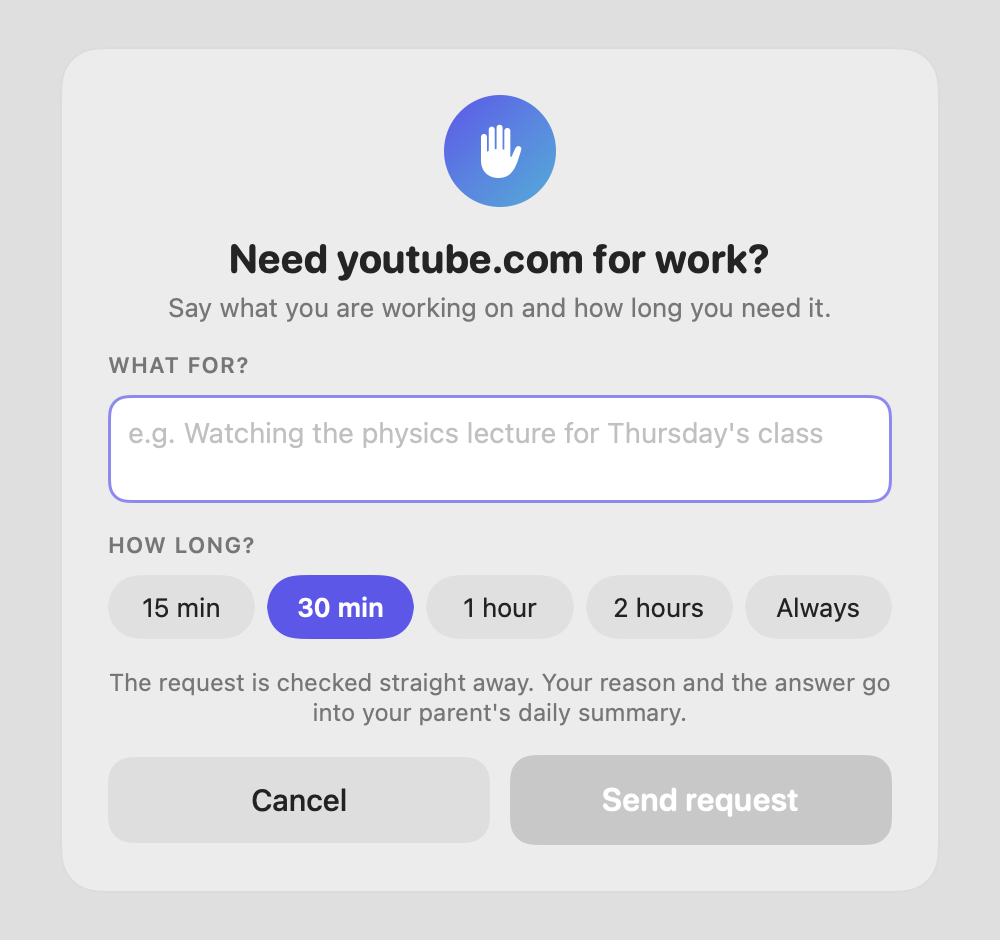 Need youtube.com for work?
Say what you are working on and how long you need it.
WHAT FOR?
e.g. Watching the physics lecture for Thursday's class
HOW LONG?
15 min
30 min
1 hour
2 hours
Always
The request is checked straight away. Your reason and the answer go
into your parent's daily summary.
Cancel
Send request